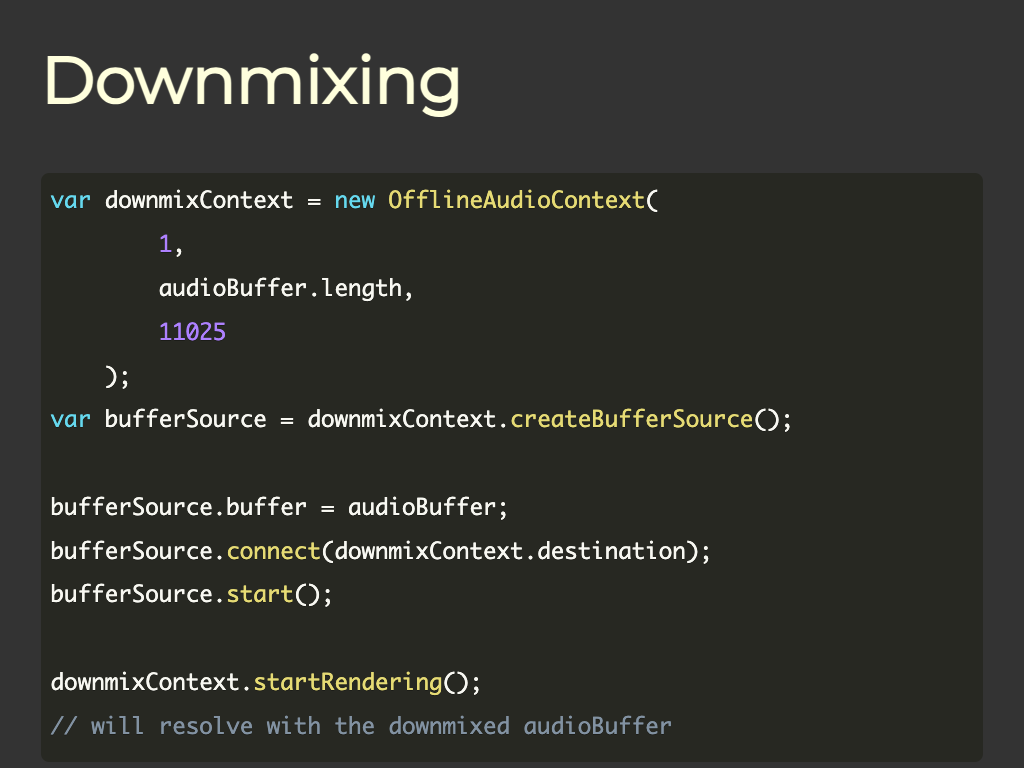 Downmixing
var downmixContext = new OfflineAudioContext(
        1,
        audioBuffer.length,
        11025
    );
var bufferSource = downmixContext.createBufferSource();
bufferSource.buffer = audioBuffer;
bufferSource.connect(downmixContext.destination);
bufferSource.start();
downmixContext.startRendering();
// will resolve with the downmixed audioBuffer